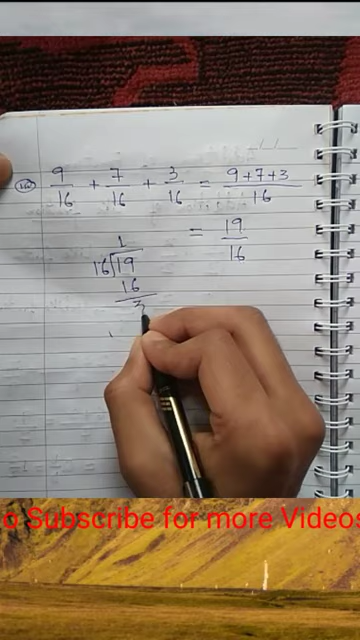 9/16 + 7/16 + 3/16 = 9+7+3/16
= 19/16
1
16)19
16
3
o Subscribe for more Videos